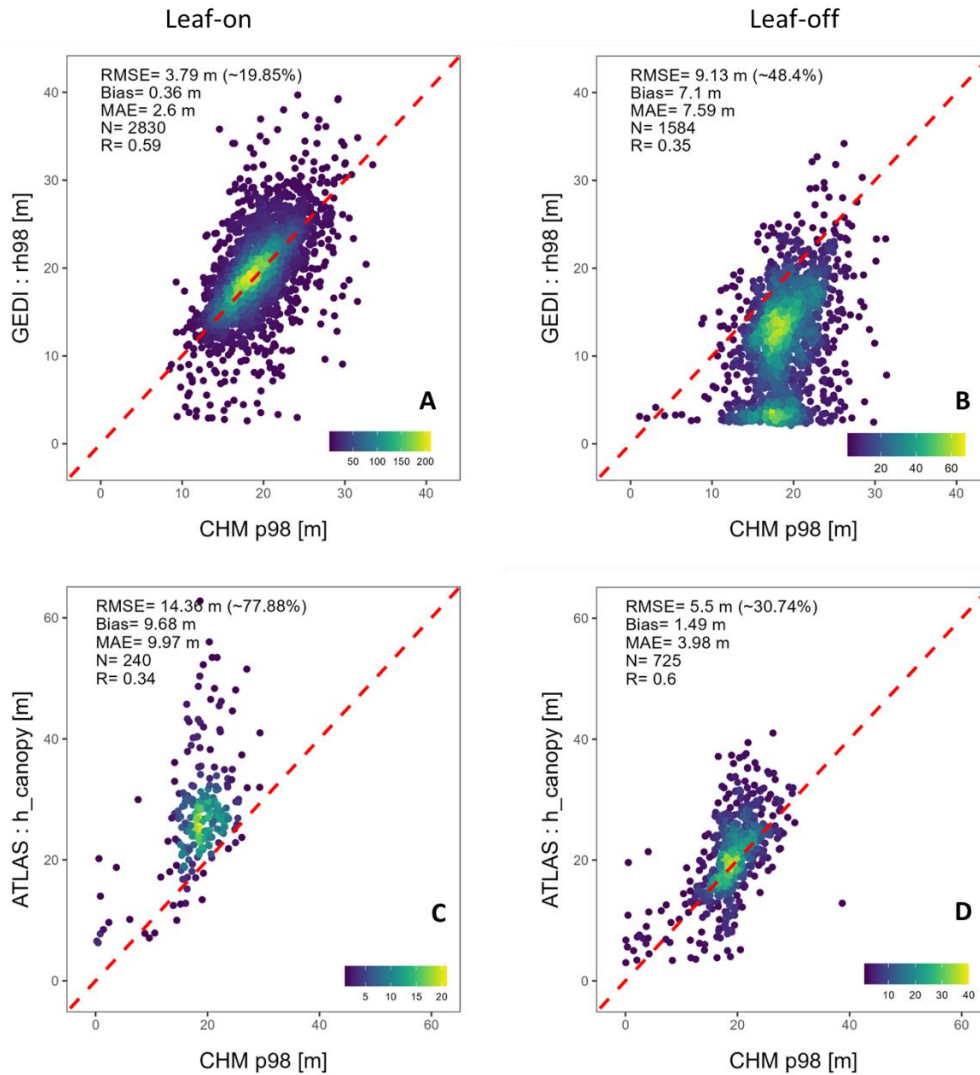 Leaf-on
Leaf-off
RMSE= 3.79 m (~19.85%)
Bias= 0.36 m
MAE= 2.6 m
N= 2830
R= 0.59
40
30
20
10
0
GEDI : rh98 [m]
A
50 100 150 200
0 10 20 30 40
CHM p98 [m]
RMSE= 9.13 m (~48.4%)
Bias= 7.1 m
MAE= 7.59 m
N= 1584
R= 0.35
40
30
20
10
0
GEDI : rh98 [m]
B
20 40 60
0 10 20 30 40
CHM p98 [m]
RMSE= 14.36 m (~77.88%)
Bias= 9.68 m
MAE= 9.97 m
N= 240
R= 0.34
60
40
20
0
ATLAS : h_canopy [m]
C
5 10 15 20
0 20 40 60
CHM p98 [m]
RMSE= 5.5 m (~30.74%)
Bias= 1.49 m
MAE= 3.98 m
N= 725
R= 0.6
60
40
20
0
ATLAS : h_canopy [m]
D
10 20 30 40
0 20 40 60
CHM p98 [m]